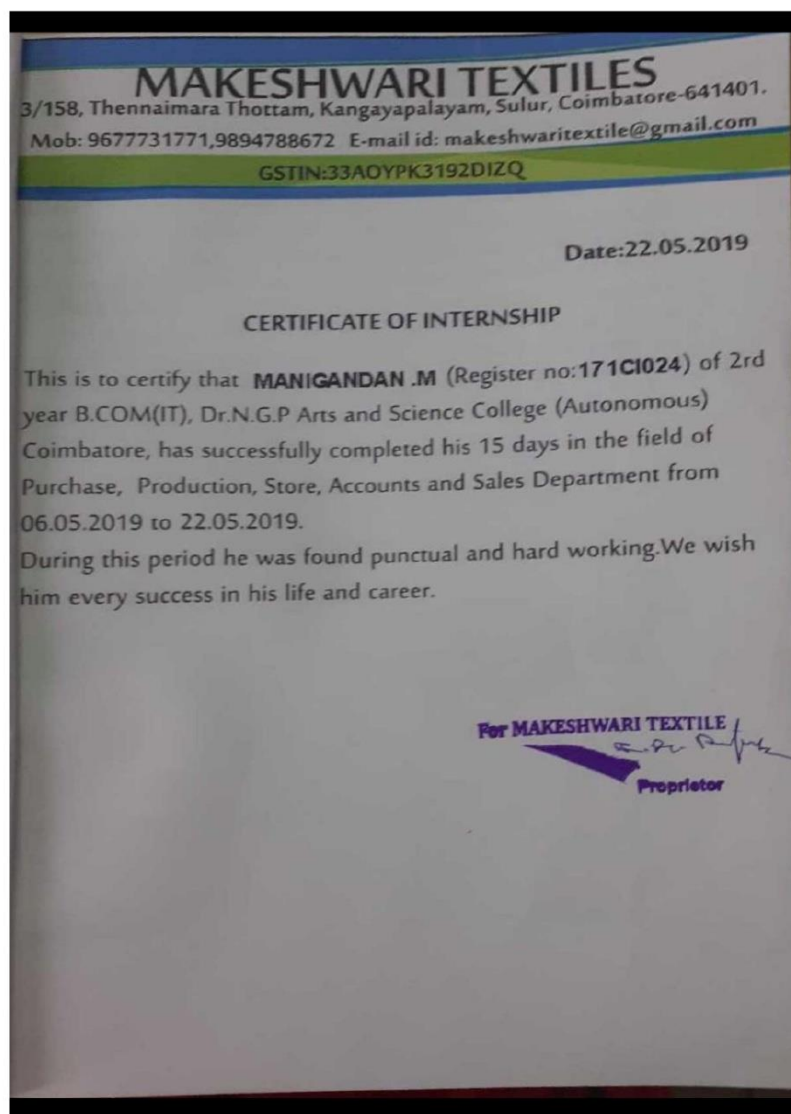 MAKESHWARI TEXTILES
3/158, Thennaimara Thottam, Kangayapalayam, Sulur, Coimbatore-641401.
Mob: 9677731771,9894788672 E-mail id: makeshwaritextile@gmail.com
GSTIN:33AOYPK3192DIZQ
Date:22.05.2019
CERTIFICATE OF INTERNSHIP
This is to certify that MANIGANDAN .M (Register no:171CI024) of 2rd
year B.COM(IT), Dr.N.G.P Arts and Science College (Autonomous)
Coimbatore, has successfully completed his 15 days in the field of
Purchase, Production, Store, Accounts and Sales Department from
06.05.2019 to 22.05.2019.
During this period he was found punctual and hard working.We wish
him every success in his life and career.
For MAKESHWARI TEXTILE
Proprietor